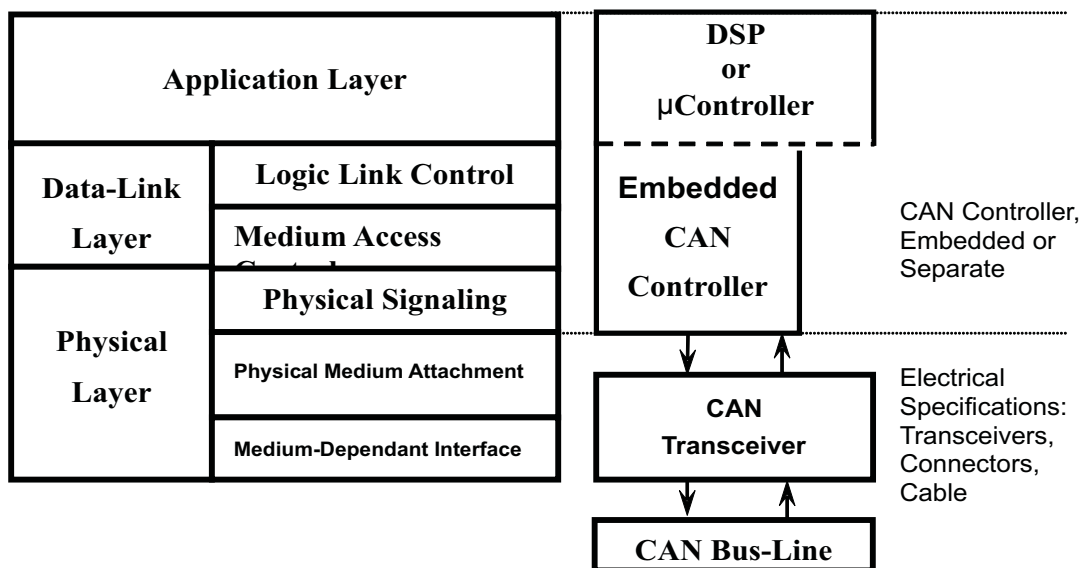 Application Layer
Data-Link
Layer
Logic Link Control
Medium Access
Physical
Layer
Physical Signaling
Physical Medium Attachment
Medium-Dependant Interface
DSP
or
µController
Embedded
CAN
Controller
CAN
Transceiver
CAN Bus-Line
CAN Controller,
Embedded or
Separate
Electrical
Specifications:
Transceivers,
Connectors,
Cable